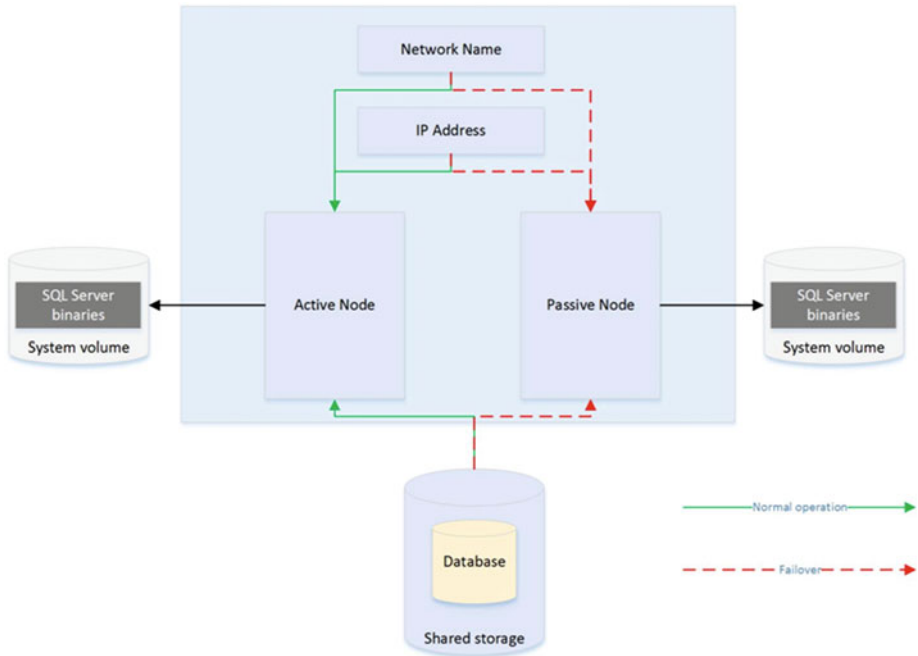 Network Name
IP Address
Active Node
Passive Node
SQL Server
binaries
System volume
SQL Server
binaries
System volume
Database
Shared storage
Normal operation
Failover